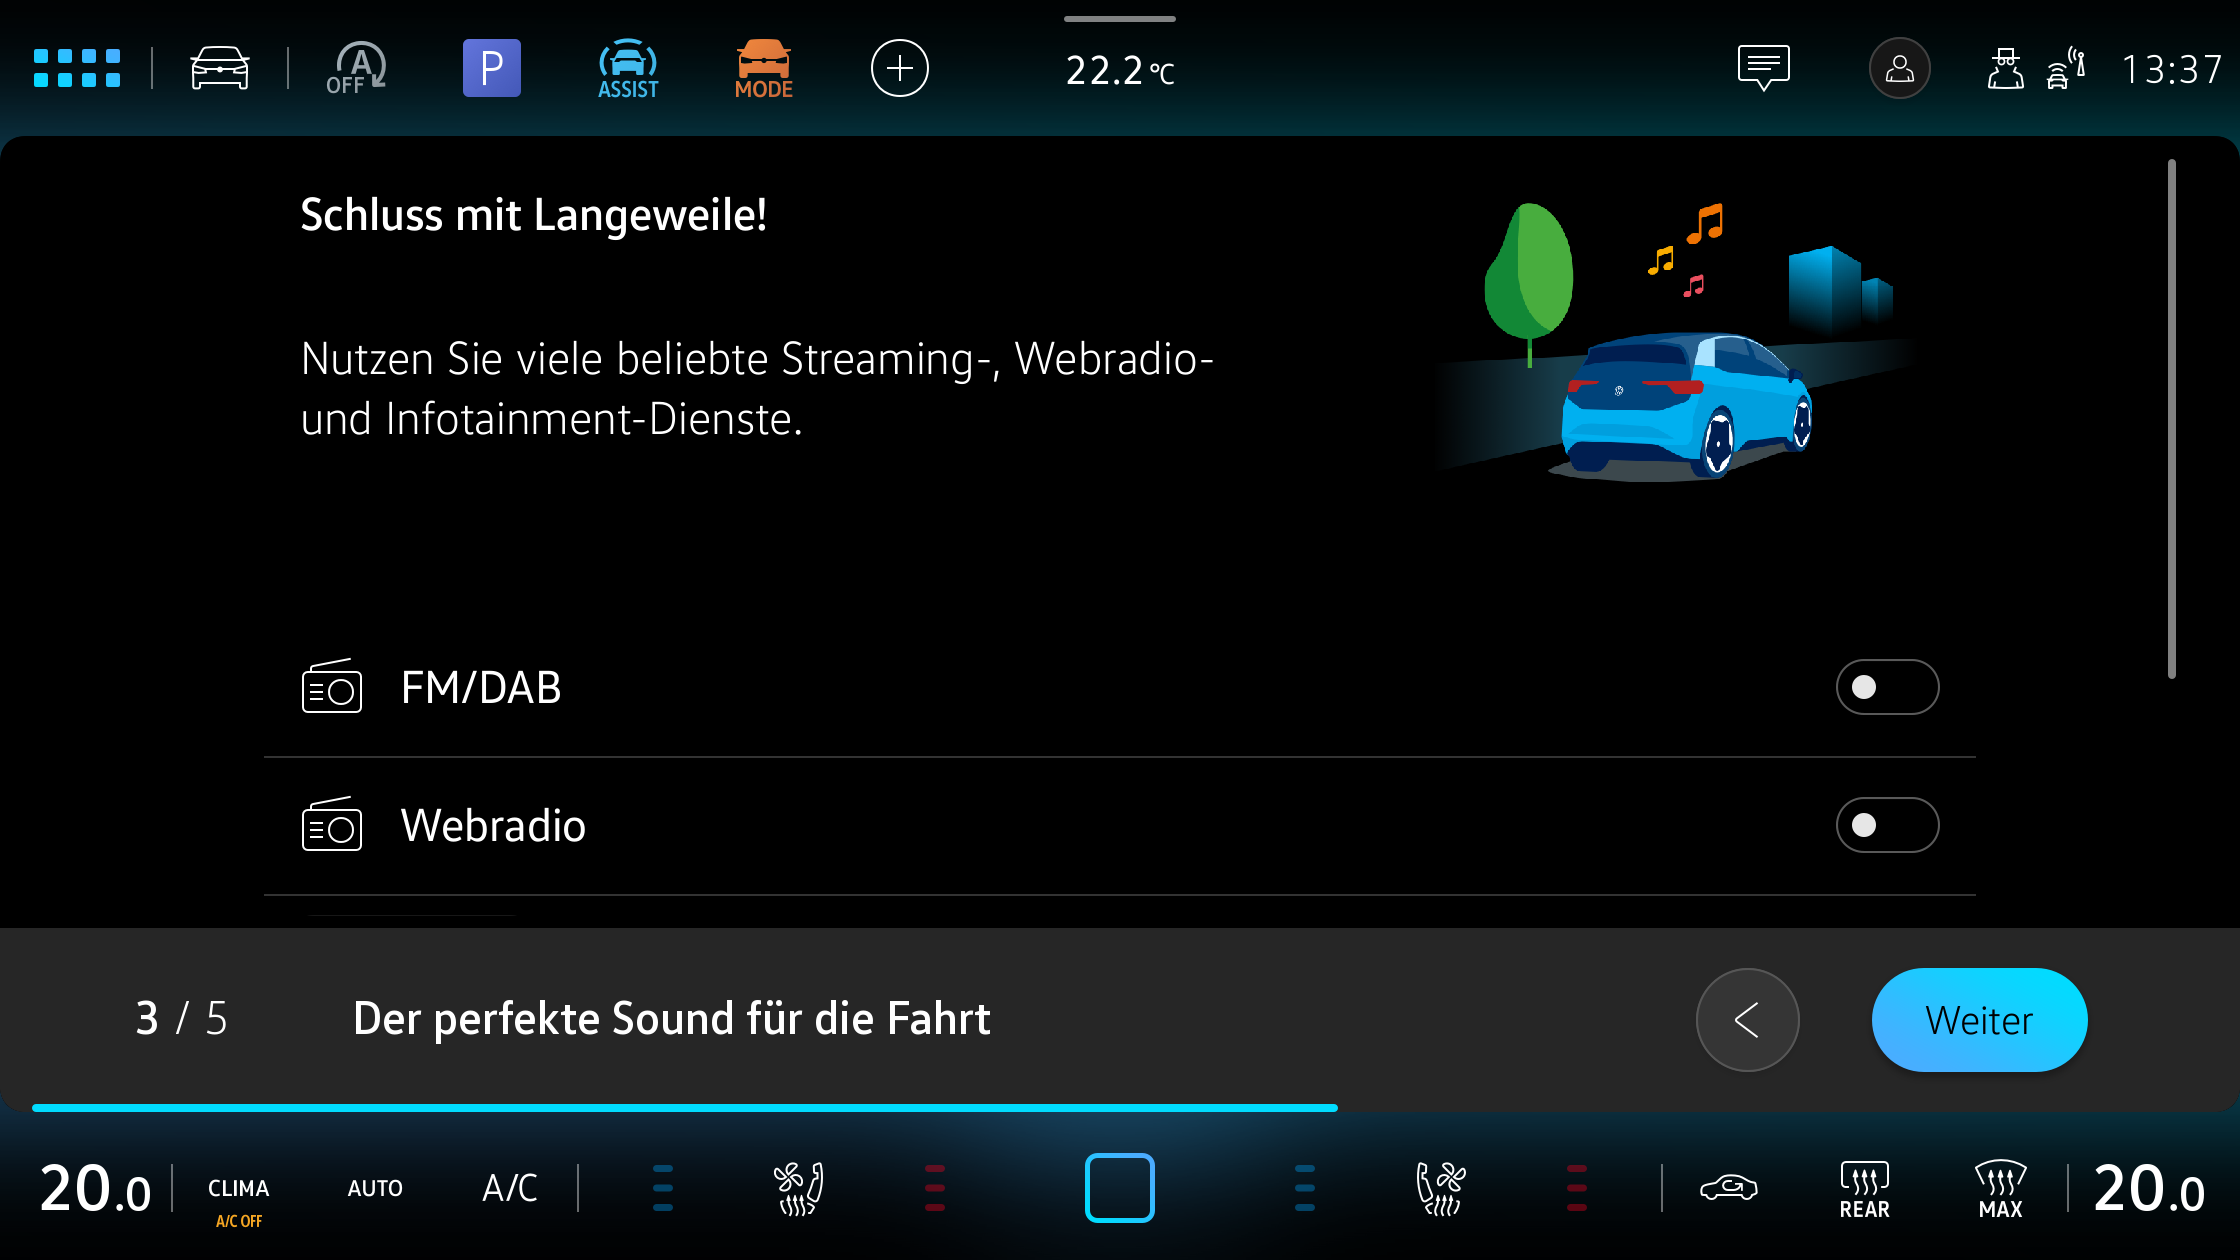 A
OFF
P
ASSIST
MODE
22.2 °C
13:37
Schluss mit Langeweile!
Nutzen Sie viele beliebte Streaming-, Webradio-
und Infotainment-Dienste.
FM/DAB
Webradio
3 / 5
Der perfekte Sound für die Fahrt
Weiter
20.0
CLIMA
A/C OFF
AUTO
A/C
REAR
MAX
20.0